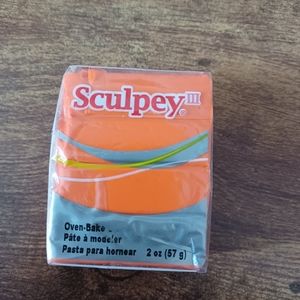 Sculpey III
Oven-Bake
Pâte à modeler
Pasta para hornear 2 oz (57 g)